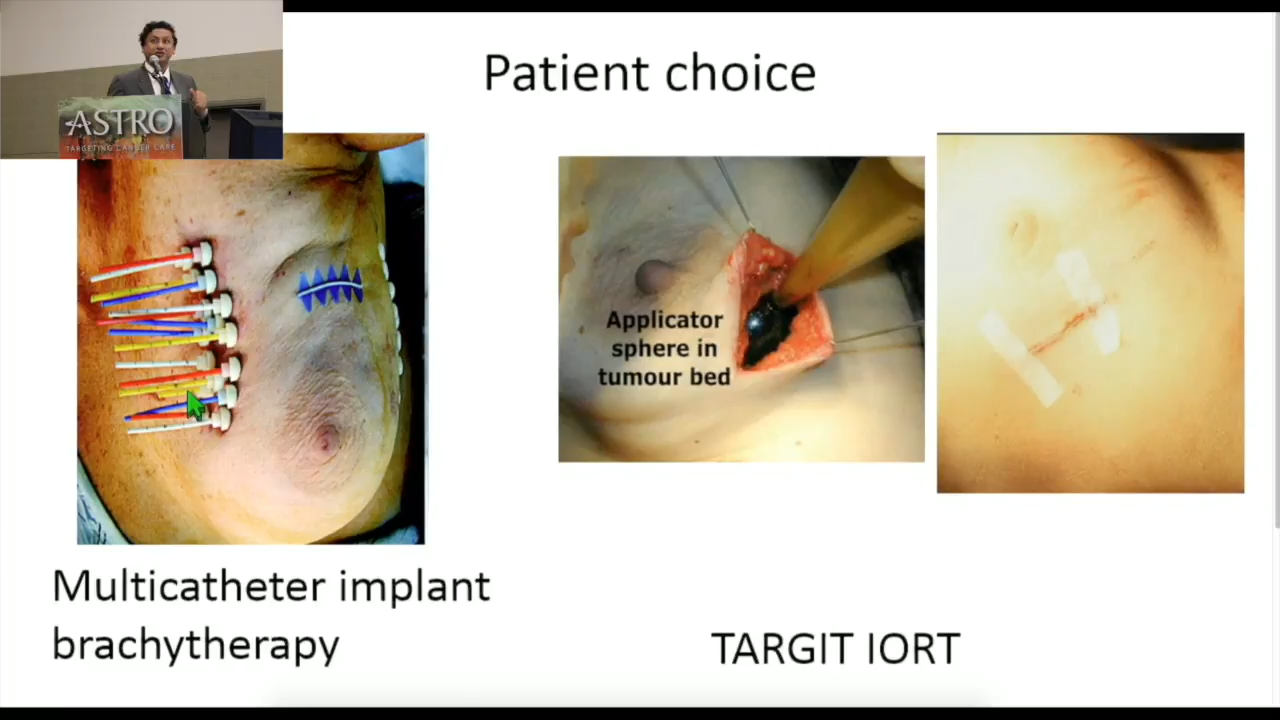 Patient choice
ASTRO
TARGETING CANCER CARE
Applicator
sphere in
tumour bed
Multicatheter implant
brachytherapy
TARGIT IORT